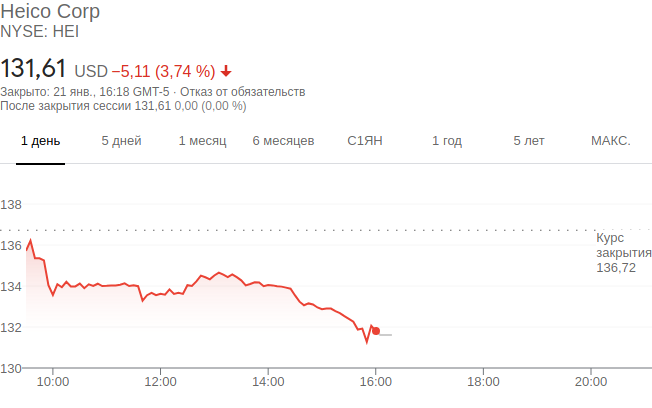 Heico Corp
NYSE: HEI
131,61 USD −5,11 (3,74 %)
Закрыто: 21 янв., 16:18 GMT-5 · Отказ от обязательств
После закрытия сессии 131,61 0,00 (0,00 %)
1 день 5 дней 1 месяц 6 месяцев С1ЯН 1 год 5 лет МАКС.
138
136
134
132
130
Курс
закрытия
136,72
10:00 12:00 14:00 16:00 18:00 20:00